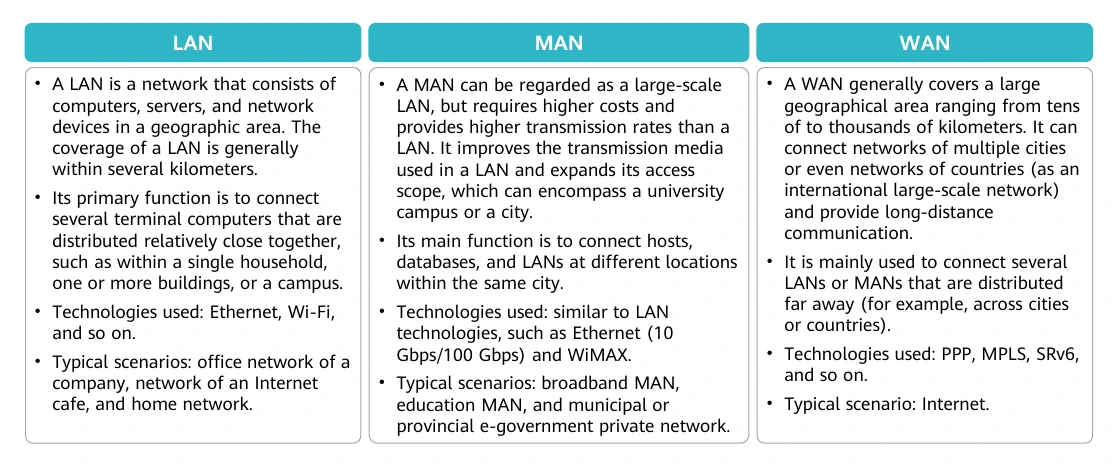 LAN
• A LAN is a network that consists of
computers, servers, and network
devices in a geographic area. The
coverage of a LAN is generally
within several kilometers.
• Its primary function is to connect
several terminal computers that are
distributed relatively close together,
such as within a single household,
one or more buildings, or a campus.
• Technologies used: Ethernet, Wi-Fi,
and so on.
• Typical scenarios: office network of a
company, network of an Internet
cafe, and home network.
MAN
• A MAN can be regarded as a large-scale
LAN, but requires higher costs and
provides higher transmission rates than a
LAN. It improves the transmission media
used in a LAN and expands its access
scope, which can encompass a university
campus or a city.
• Its main function is to connect hosts,
databases, and LANs at different locations
within the same city.
• Technologies used: similar to LAN
technologies, such as Ethernet (10
Gbps/100 Gbps) and WiMAX.
• Typical scenarios: broadband MAN,
education MAN, and municipal or
provincial e-government private network.
WAN
• A WAN generally covers a large
geographical area ranging from tens
of to thousands of kilometers. It can
connect networks of multiple cities
or even networks of countries (as an
international large-scale network)
and provide long-distance
communication.
• It is mainly used to connect several
LANs or MANs that are distributed
far away (for example, across cities
or countries).
• Technologies used: PPP, MPLS, SRv6,
and so on.
• Typical scenario: Internet.